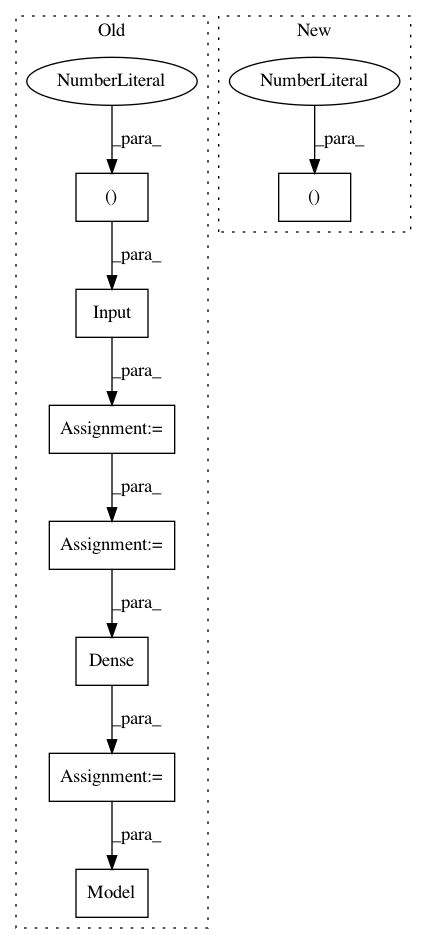 Old
NumberLiteral
_para_
()
_para_
Input
_para_
Assignment:=
_para_
Assignment:=
_para_
Dense
_para_
Assignment:=
_para_
Model
New
NumberLiteral
_para_
()